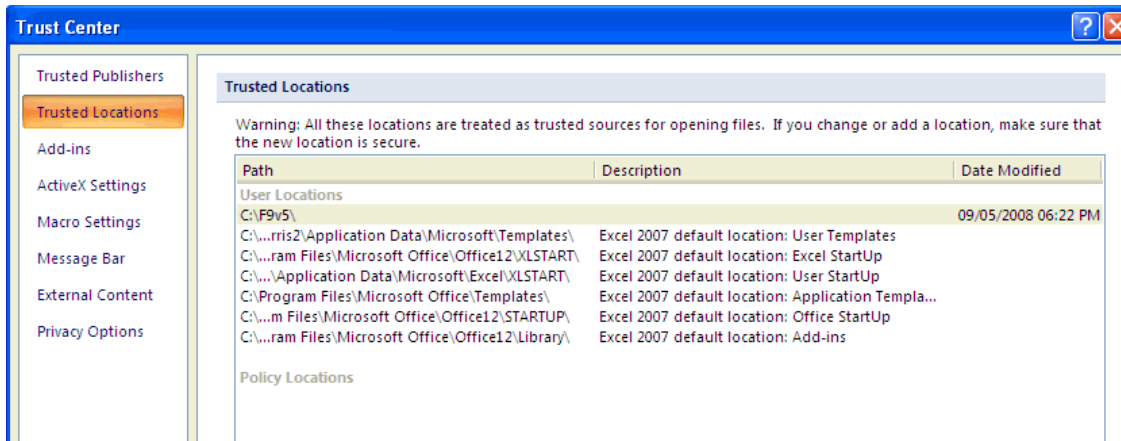 Trust Center
Trusted Publishers
Trusted Locations
Add-ins
ActiveX Settings
Macro Settings
Message Bar
External Content
Privacy Options
Trusted Locations
Warning: All these locations are treated as trusted sources for opening files. If you change or add a location, make sure that
the new location is secure.
Path Description Date Modified
User Locations
C:\F9v5\ 09/05/2008 06:22 PM
C:\...rris2\Application Data\Microsoft\Templates\ Excel 2007 default location: User Templates
C:\...ram Files\Microsoft Office\Office12\XLSTART\ Excel 2007 default location: Excel StartUp
C:\...\Application Data\Microsoft\Excel\XLSTART\ Excel 2007 default location: User StartUp
C:\Program Files\Microsoft Office\Templates\ Excel 2007 default location: Application Templa...
C:\...m Files\Microsoft Office\Office12\STARTUP\ Excel 2007 default location: Office StartUp
C:\...ram Files\Microsoft Office\Office12\Library\ Excel 2007 default location: Add-ins
Policy Locations